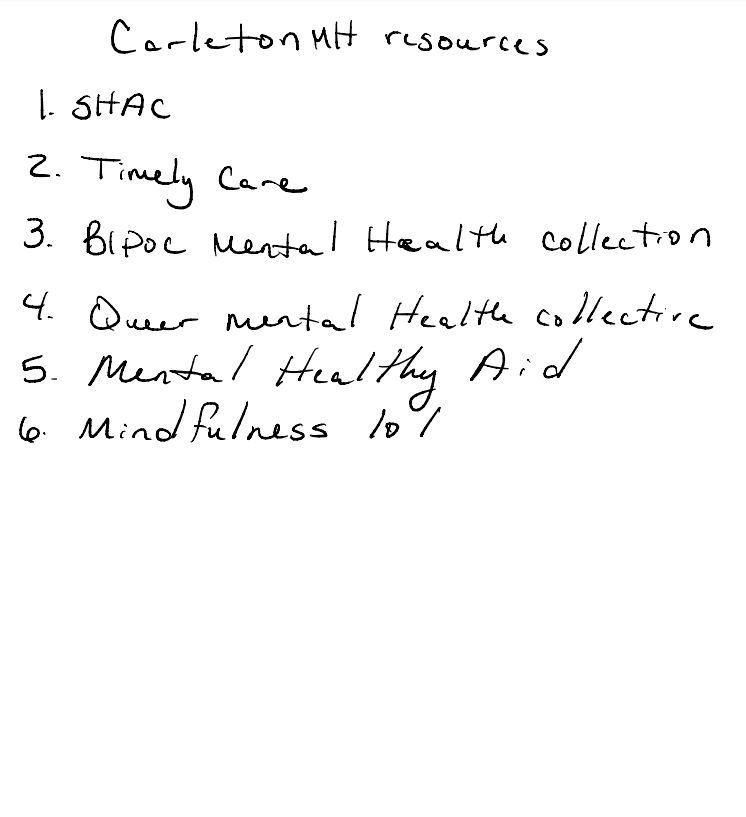 Carleton MH resources
1. SHAC
2. Timely Care
3. BIPOC Mental Health collection
4. Queer mental Health collective
5. Mental Healthy Aid
6. Mindfulness 101